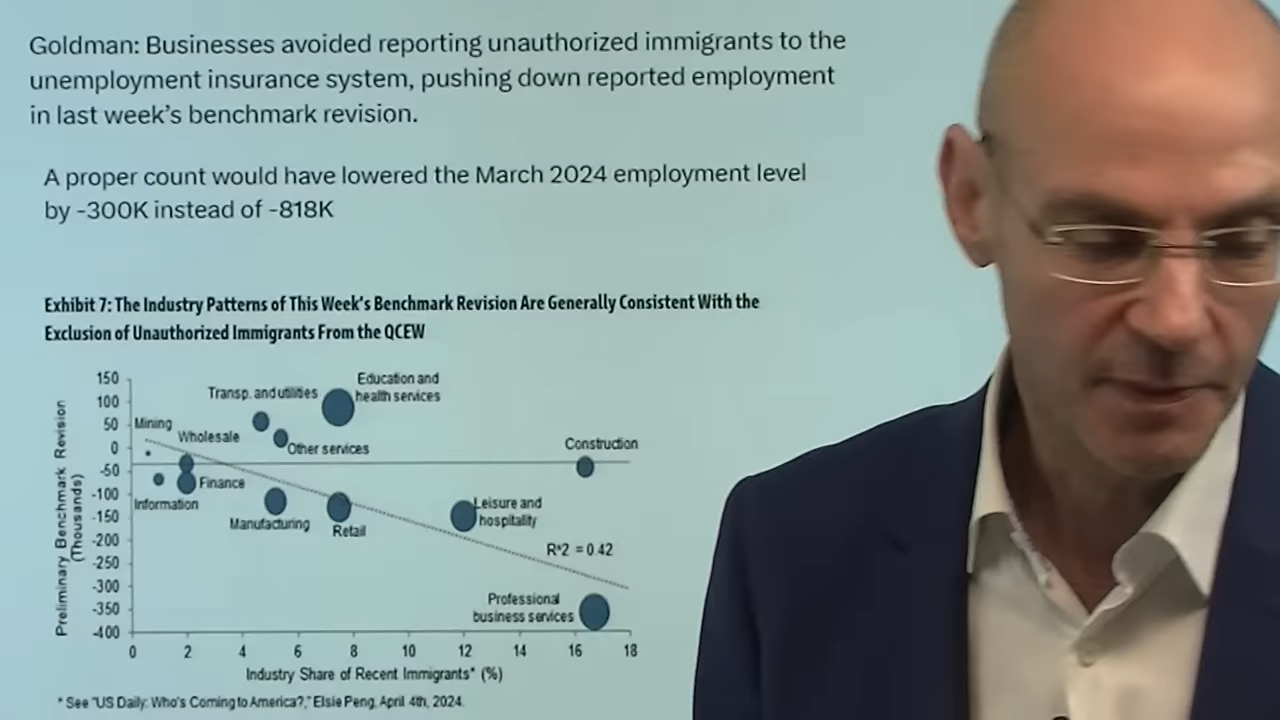 Goldman: Businesses avoided reporting unauthorized immigrants to the
unemployment insurance system, pushing down reported employment
in last week's benchmark revision.
A proper count would have lowered the March 2024 employment level
by -300K instead of -818K
Exhibit 7: The Industry Patterns of This Week's Benchmark Revision Are Generally Consistent With the
Exclusion of Unauthorized Immigrants From the QCEW
Preliminary Benchmark Revision
(Thousands)
150
100
50
0
-50
-100
-150
-200
-250
-300
-350
-400
Mining
Wholesale
Transp. and utilities
Education and
health services
Other services
Construction
Information
Finance
Manufacturing
Retail
Leisure and
hospitality
R^2 = 0.42
Professional
business services
0 2 4 6 8 10 12 14 16 18
Industry Share of Recent Immigrants* (%)
* See "US Daily: Who's Coming to America?," Elsie Peng, April 4th, 2024.